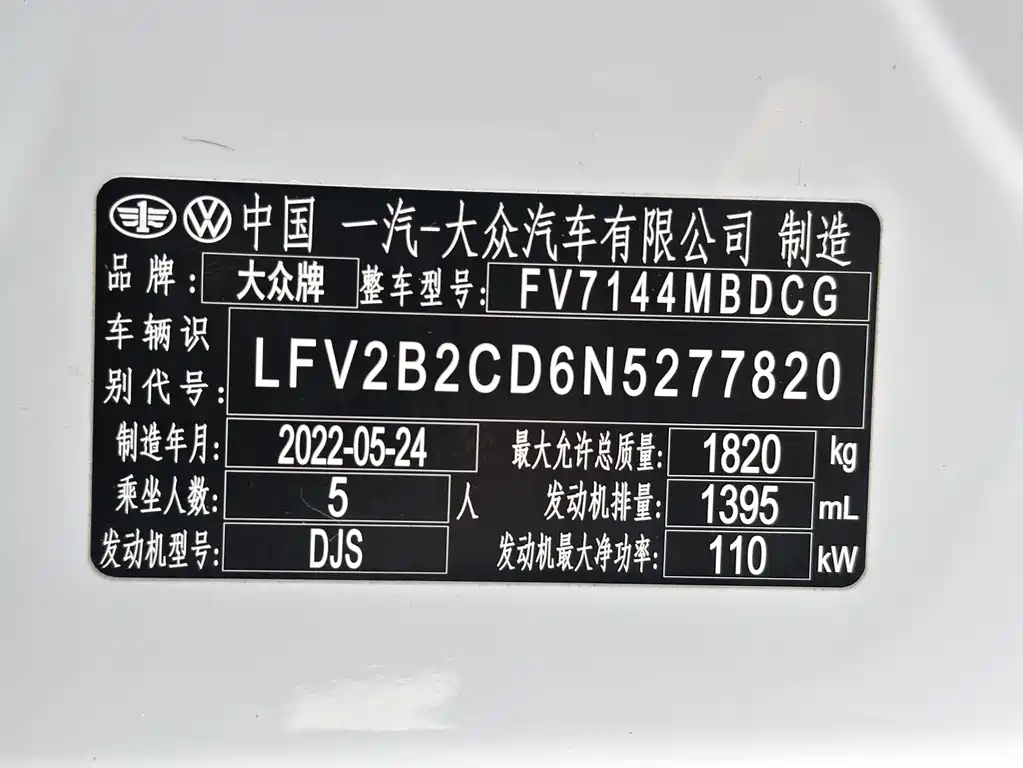 中国 一汽-大众汽车有限公司 制造
品牌: 大众牌 整车型号: FV7144MBDCG
车辆识别代号: LFV2B2CD6N5277820
制造年月: 2022-05-24 最大允许总质量: 1820 kg
乘坐人数: 5 人 发动机排量: 1395 mL
发动机型号: DJS 发动机最大净功率: 110 kW